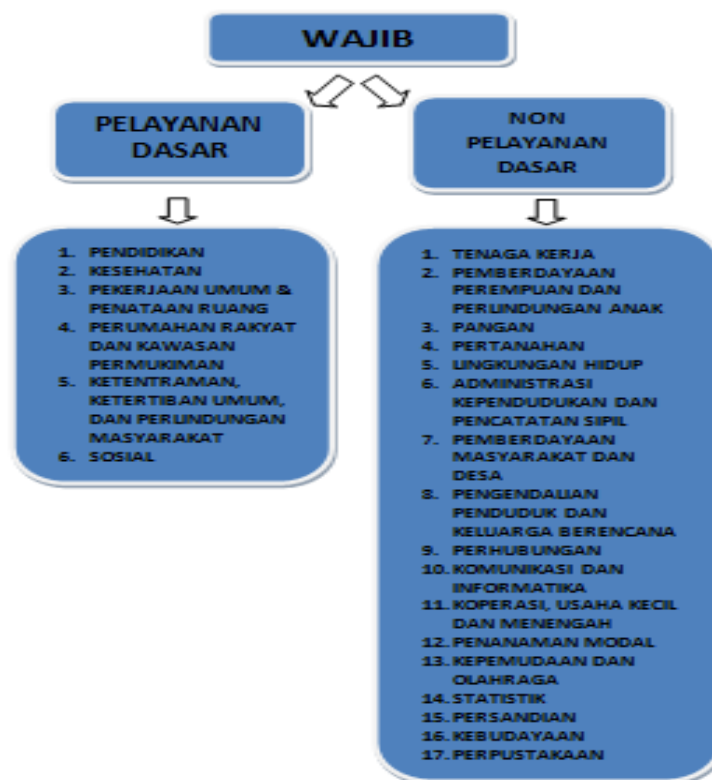 WAJIB
PELAYANAN
DASAR
NON
PELAYANAN
DASAR
1. PENDIDIKAN
2. KESEHATAN
3. PEKERJAAN UMUM &
PENATAAN RUANG
4. PERUMAHAN RAKYAT
DAN KAWASAN
PERMUKIMAN
5. KETENTRAMAN,
KETERTIBAN UMUM,
DAN PERLINDUNGAN
MASYARAKAT
6. SOSIAL
1. TENAGA KERJA
2. PEMBERDAYAAN
PEREMPUAN DAN
PERLINDUNGAN ANAK
3. PANGAN
4. PERTANAHAN
5. LINGKUNGAN HIDUP
6. ADMINISTRASI
KEPENDUDUKAN DAN
PENCATATAN SIPIL
7. PEMBERDAYAAN
MASYARAKAT DAN
DESA
8. PENGENDALIAN
PENDUDUK DAN
KELUARGA BERENCANA
9. PERHUBUNGAN
10. KOMUNIKASI DAN
INFORMATIKA
11. KOPERASI, USAHA KECIL
DAN MENENGAH
12. PENANAMAN MODAL
13. KEPEMUDAAN DAN
OLAHRAGA
14. STATISTIK
15. PERSANDIAN
16. KEBUDAYAAN
17. PERPUSTAKAAN